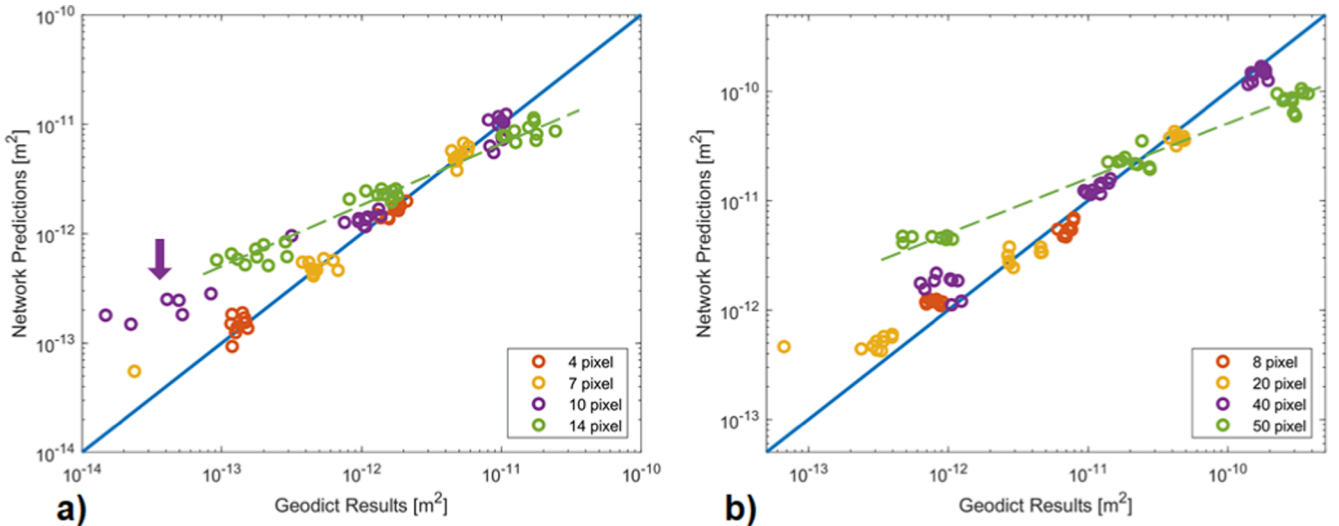 10^-10
10^-11
10^-12
10^-13
10^-14
Network Predictions [m^2]
10^-14 10^-13 10^-12 10^-11 10^-10
Geodict Results [m^2]
4 pixel
7 pixel
10 pixel
14 pixel
a)
10^-10
10^-11
10^-12
10^-13
Network Predictions [m^2]
10^-13 10^-12 10^-11 10^-10
Geodict Results [m^2]
8 pixel
20 pixel
40 pixel
50 pixel
b)